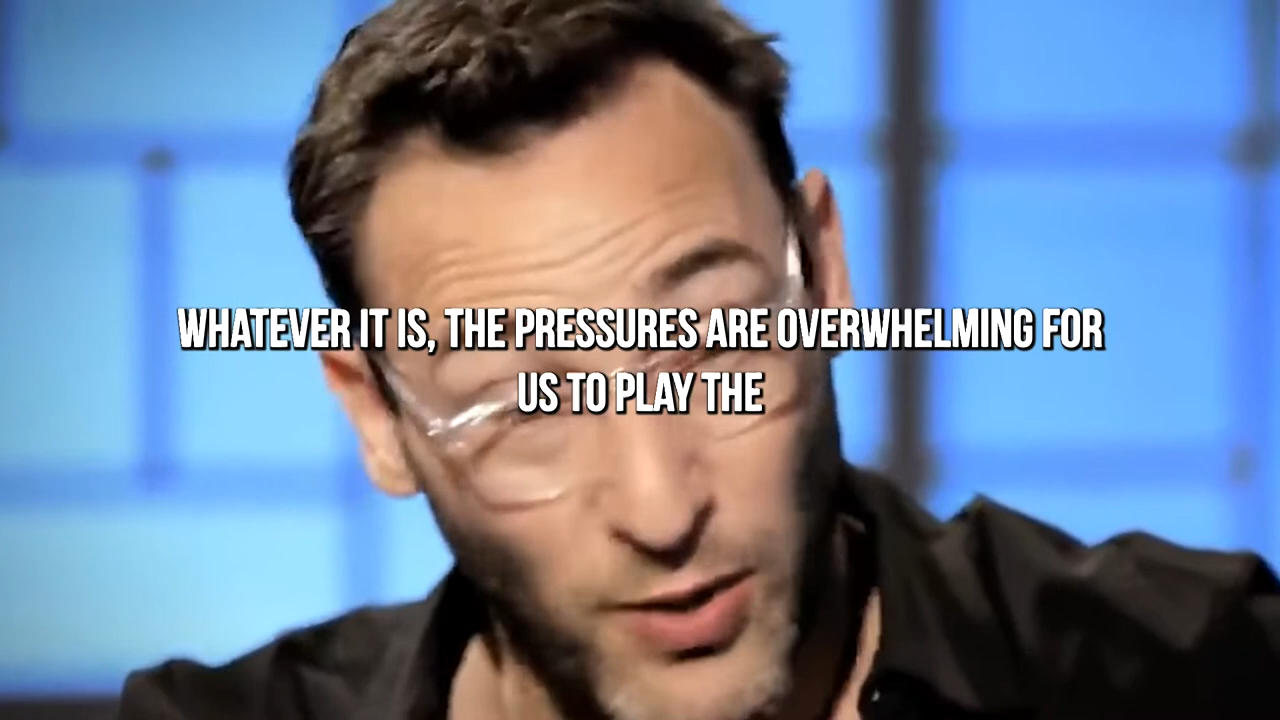 WHATEVER IT IS, THE PRESSURES ARE OVERWHELMING FOR
US TO PLAY THE